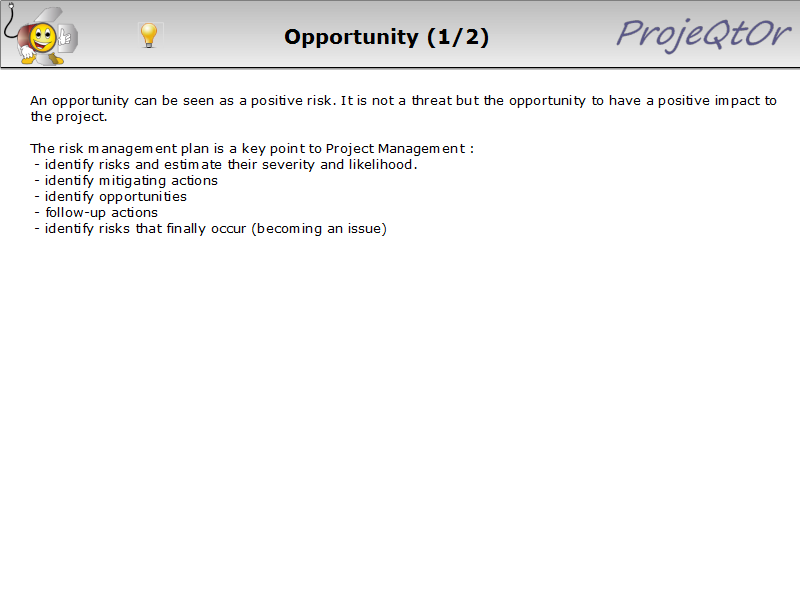 Opportunity (1/2)
ProjeQtOr
An opportunity can be seen as a positive risk. It is not a threat but the opportunity to have a positive impact to
the project.
The risk management plan is a key point to Project Management :
- identify risks and estimate their severity and likelihood.
- identify mitigating actions
- identify opportunities
- follow-up actions
- identify risks that finally occur (becoming an issue)